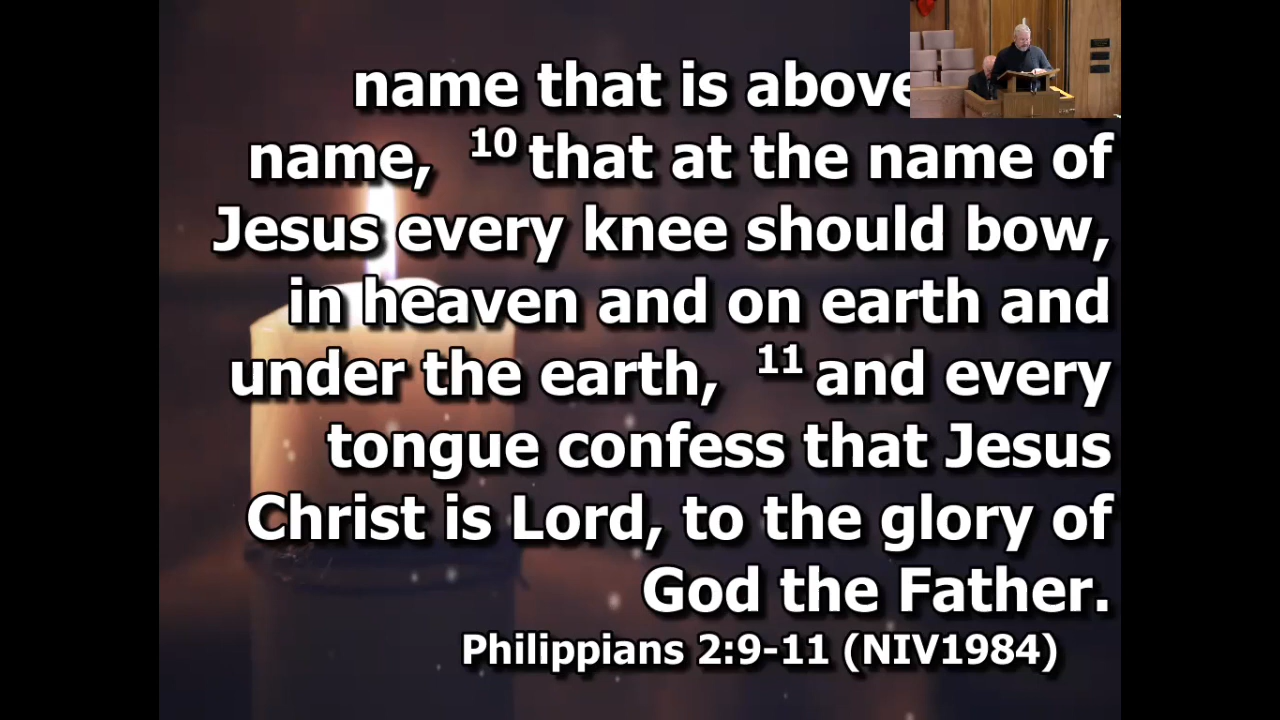 name that is above
name, 10 that at the name of
Jesus every knee should bow,
in heaven and on earth and
under the earth, 11 and every
tongue confess that Jesus
Christ is Lord, to the glory of
God the Father.
Philippians 2:9-11 (NIV1984)